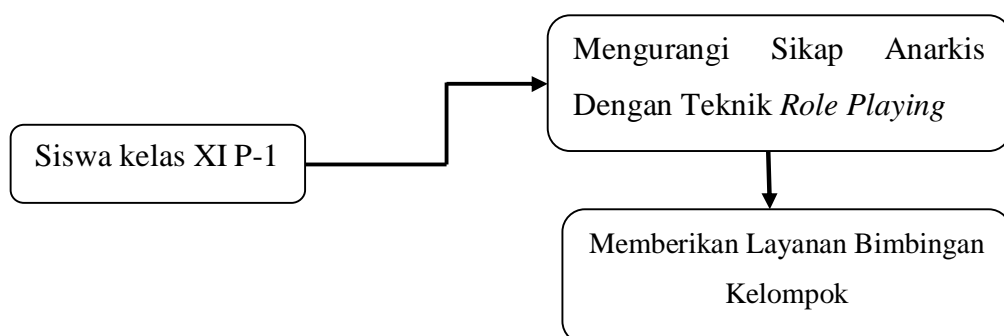 Siswa kelas XI P-1
Mengurangi Sikap Anarkis
Dengan Teknik Role Playing
Memberikan Layanan Bimbingan
Kelompok